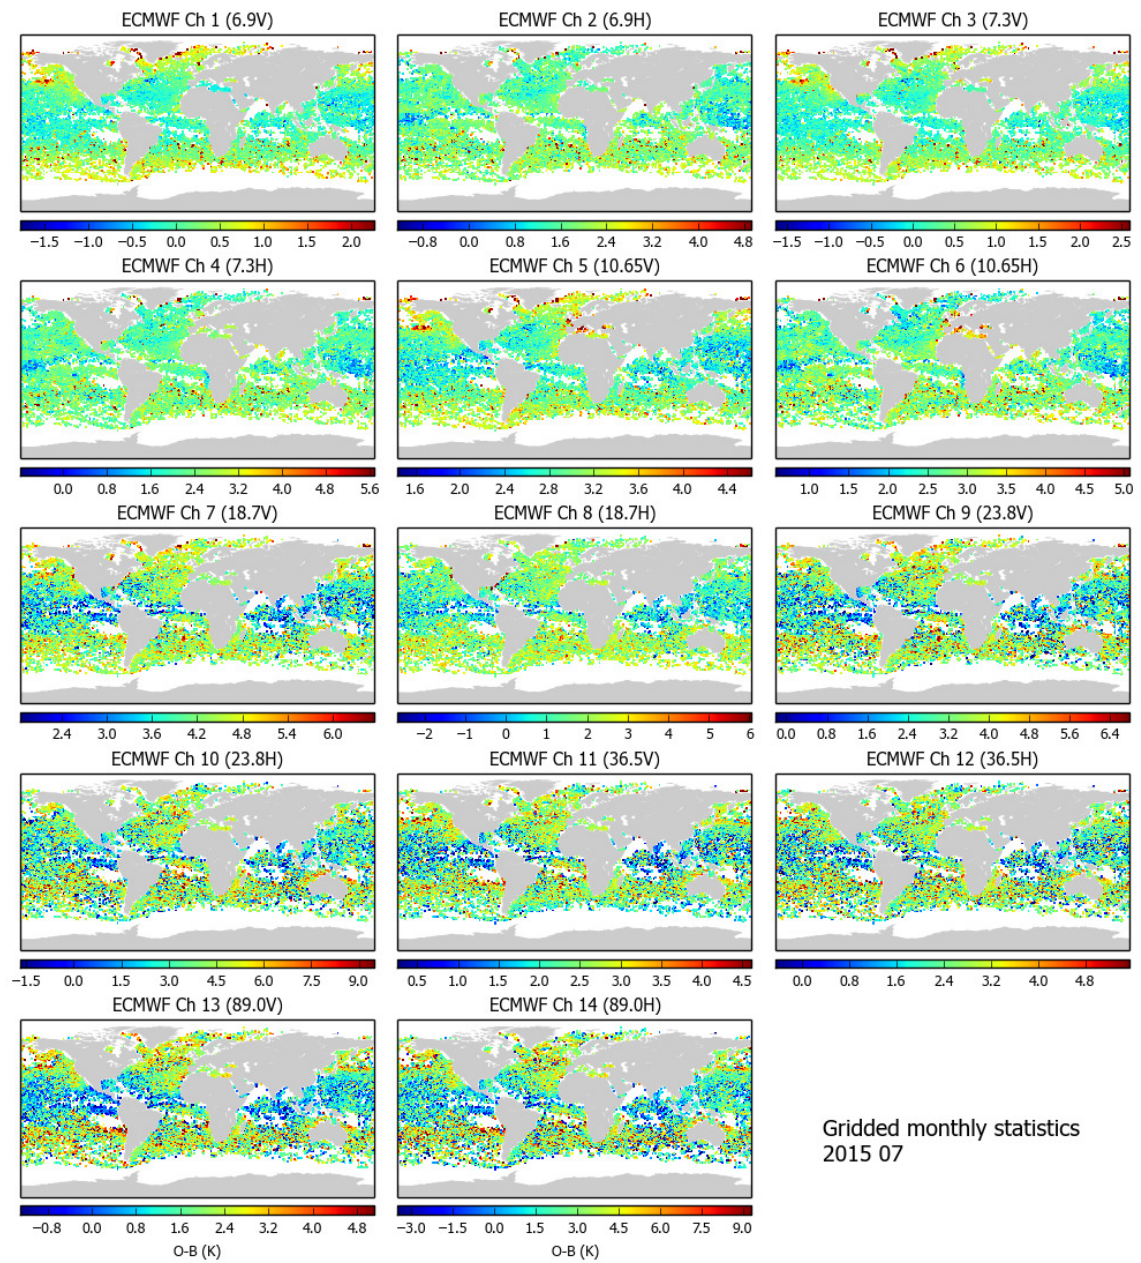 ECMWF Ch 1 (6.9V) ECMWF Ch 2 (6.9H) ECMWF Ch 3 (7.3V)
−1.5 −1.0 −0.5 0.0 0.5 1.0 1.5 2.0 −0.8 0.0 0.8 1.6 2.4 3.2 4.0 4.8 −1.5 −1.0 −0.5 0.0 0.5 1.0 1.5 2.0 2.5
ECMWF Ch 4 (7.3H) ECMWF Ch 5 (10.65V) ECMWF Ch 6 (10.65H)
0.0 0.8 1.6 2.4 3.2 4.0 4.8 5.6 1.6 2.0 2.4 2.8 3.2 3.6 4.0 4.4 1.0 1.5 2.0 2.5 3.0 3.5 4.0 4.5 5.0
ECMWF Ch 7 (18.7V) ECMWF Ch 8 (18.7H) ECMWF Ch 9 (23.8V)
2.4 3.0 3.6 4.2 4.8 5.4 6.0 −2 −1 0 1 2 3 4 5 6 0.0 0.8 1.6 2.4 3.2 4.0 4.8 5.6 6.4
ECMWF Ch 10 (23.8H) ECMWF Ch 11 (36.5V) ECMWF Ch 12 (36.5H)
−1.5 0.0 1.5 3.0 4.5 6.0 7.5 9.0 0.5 1.0 1.5 2.0 2.5 3.0 3.5 4.0 4.5 0.0 0.8 1.6 2.4 3.2 4.0 4.8
ECMWF Ch 13 (89.0V) ECMWF Ch 14 (89.0H)
Gridded monthly statistics
2015 07
−0.8 0.0 0.8 1.6 2.4 3.2 4.0 4.8 −3.0 −1.5 0.0 1.5 3.0 4.5 6.0 7.5 9.0
O-B (K) O-B (K)